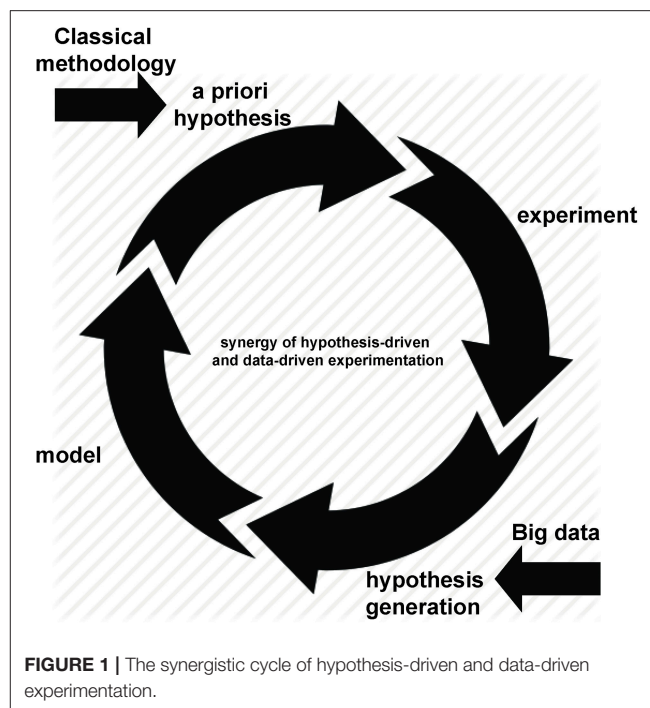 Classical
methodology
a priori
hypothesis
experiment
synergy of hypothesis-driven
and data-driven experimentation
model
Big data
hypothesis
generation
FIGURE 1 | The synergistic cycle of hypothesis-driven and data-driven
experimentation.